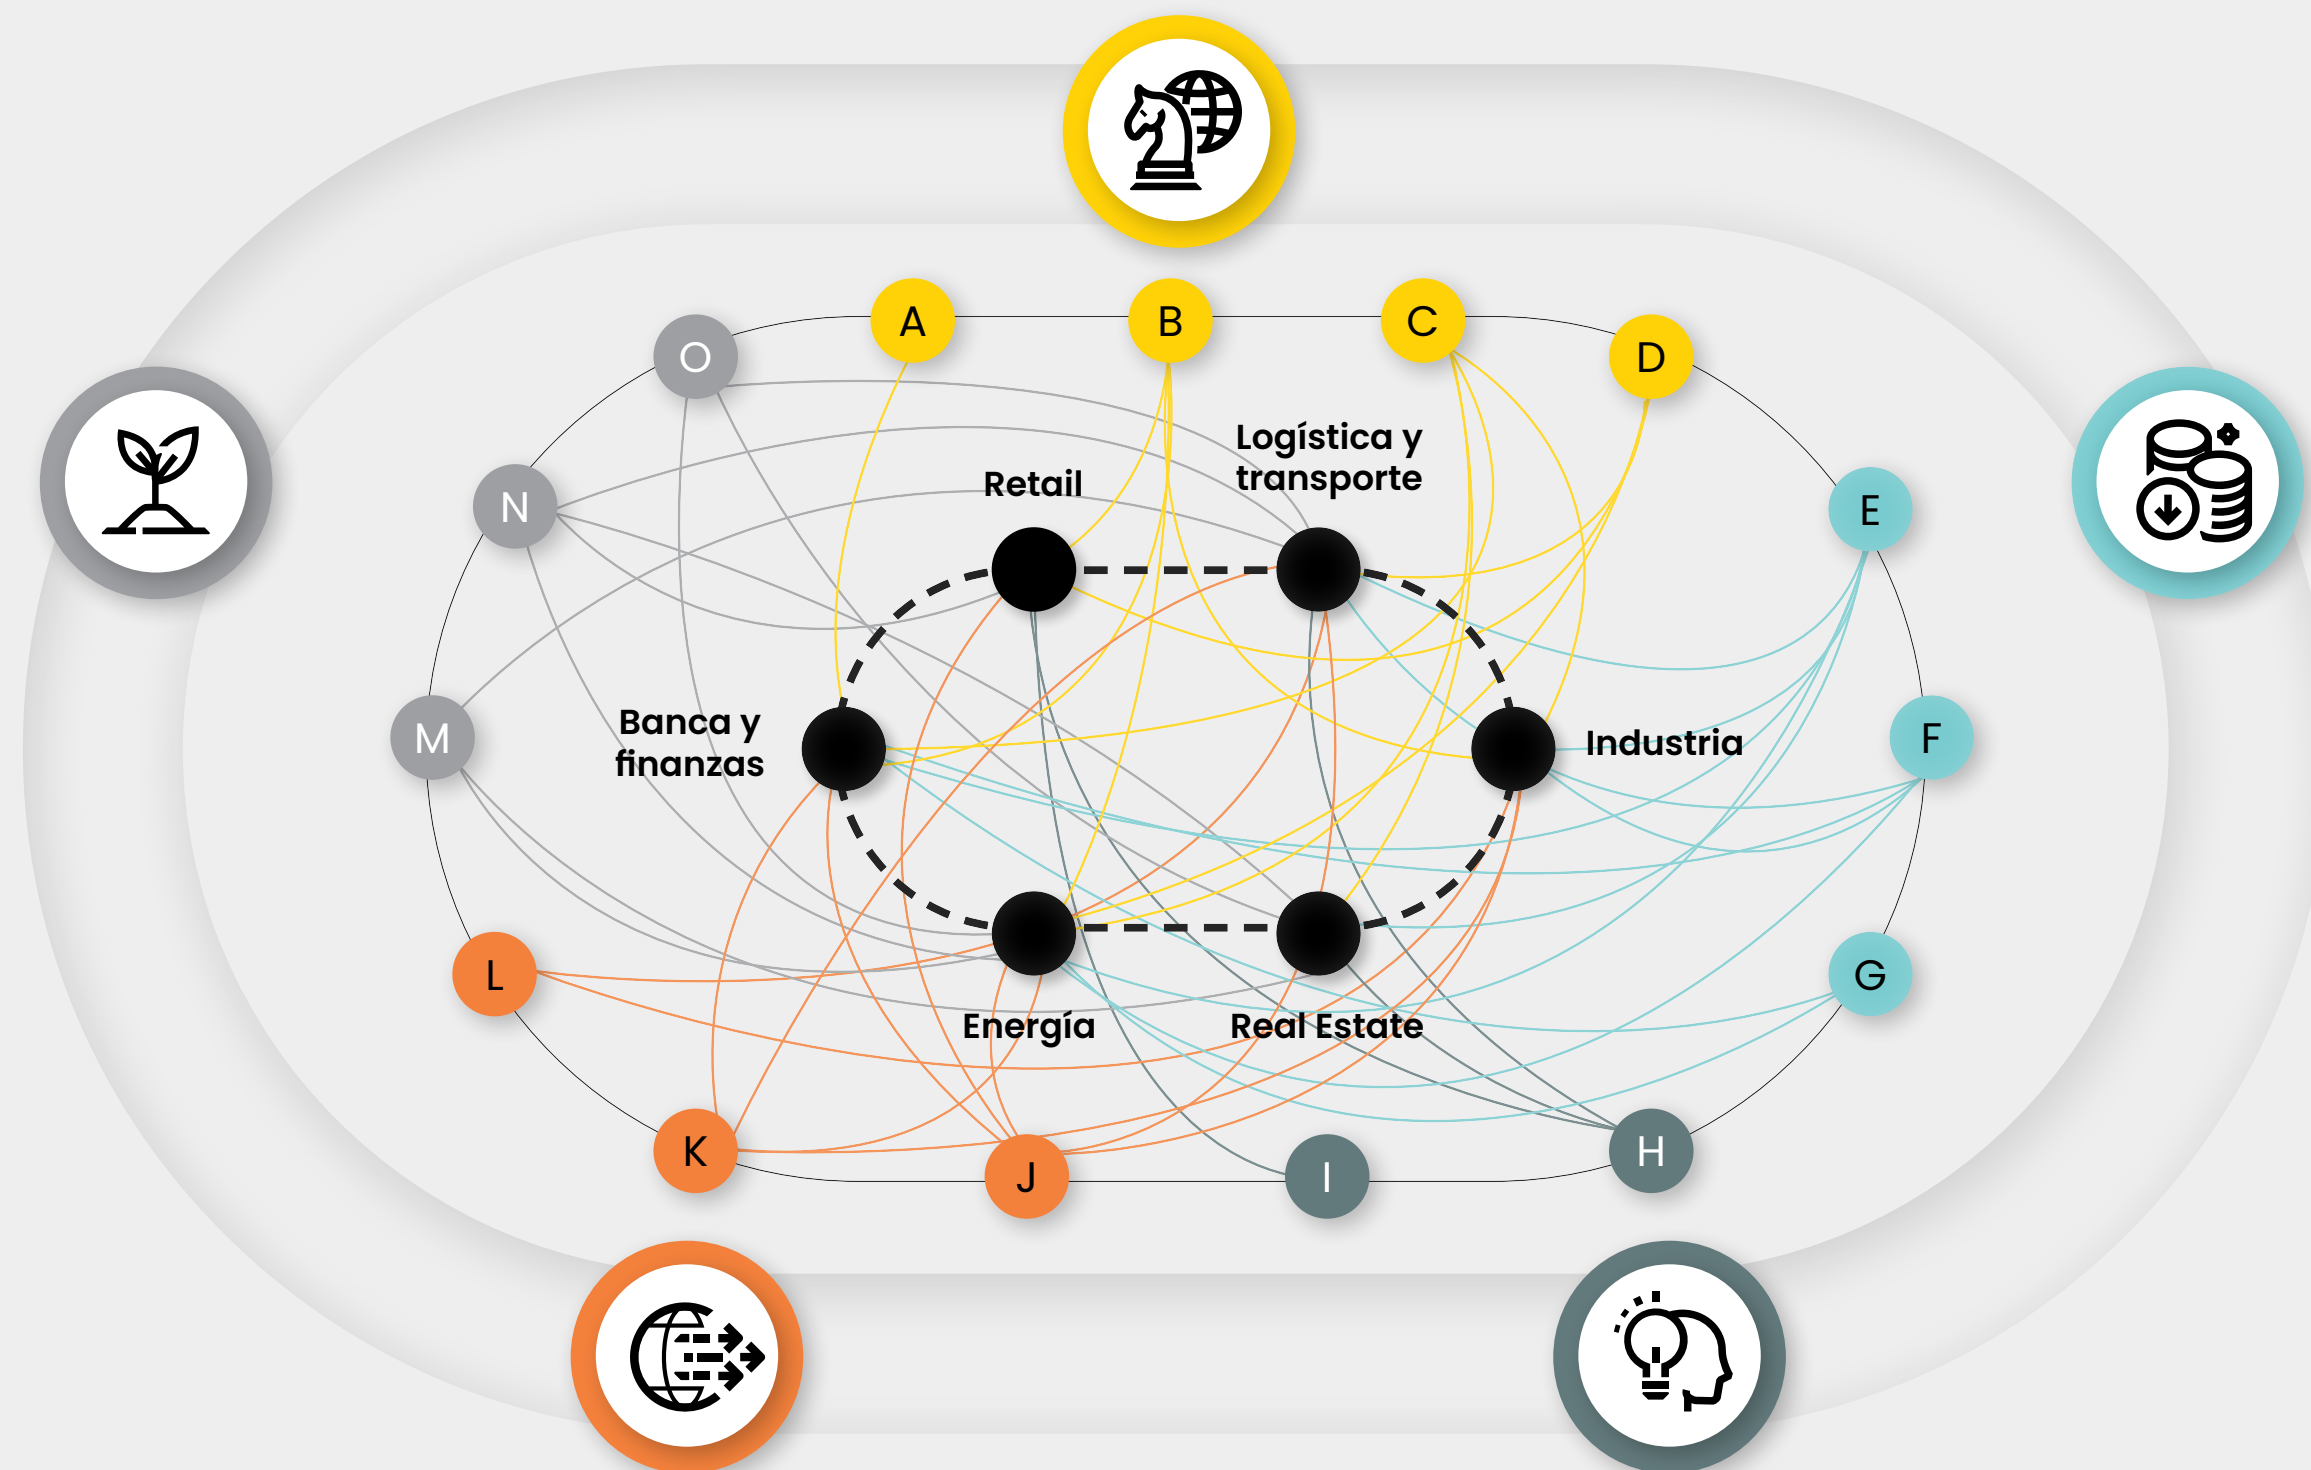 A
B
C
D
O
Logística y
transporte
Retail
E
N
Banca y
finanzas
Industria
M
F
L
G
Energía
Real Estate
K
J
I
H